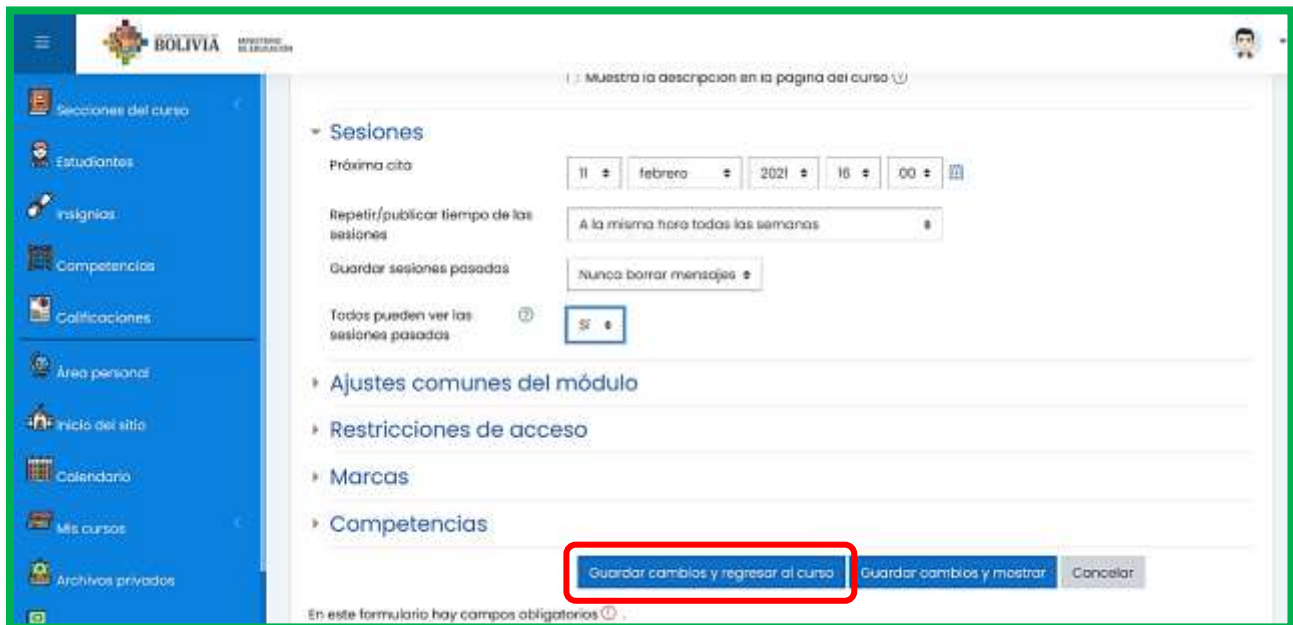 BOLIVIA
Muestra la descripción en la página del curso
Secciones del curso
Estudiantes
Insignias
Competencias
Calificaciones
Área personal
Inicio del sitio
Calendario
Mis cursos
Archivos privados
Sesiones
Próxima cita
11 febrero 2021 16 00
Repetir/publicar tiempo de las
sesiones
A la misma hora todas las semanas
Guardar sesiones pasadas
Nunca borrar mensajes
Todos pueden ver las
sesiones pasadas
Sí
Ajustes comunes del módulo
Restricciones de acceso
Marcas
Competencias
Guardar cambios y regresar al curso
Guardar cambios y mostrar
Cancelar
En este formulario hay campos obligatorios .